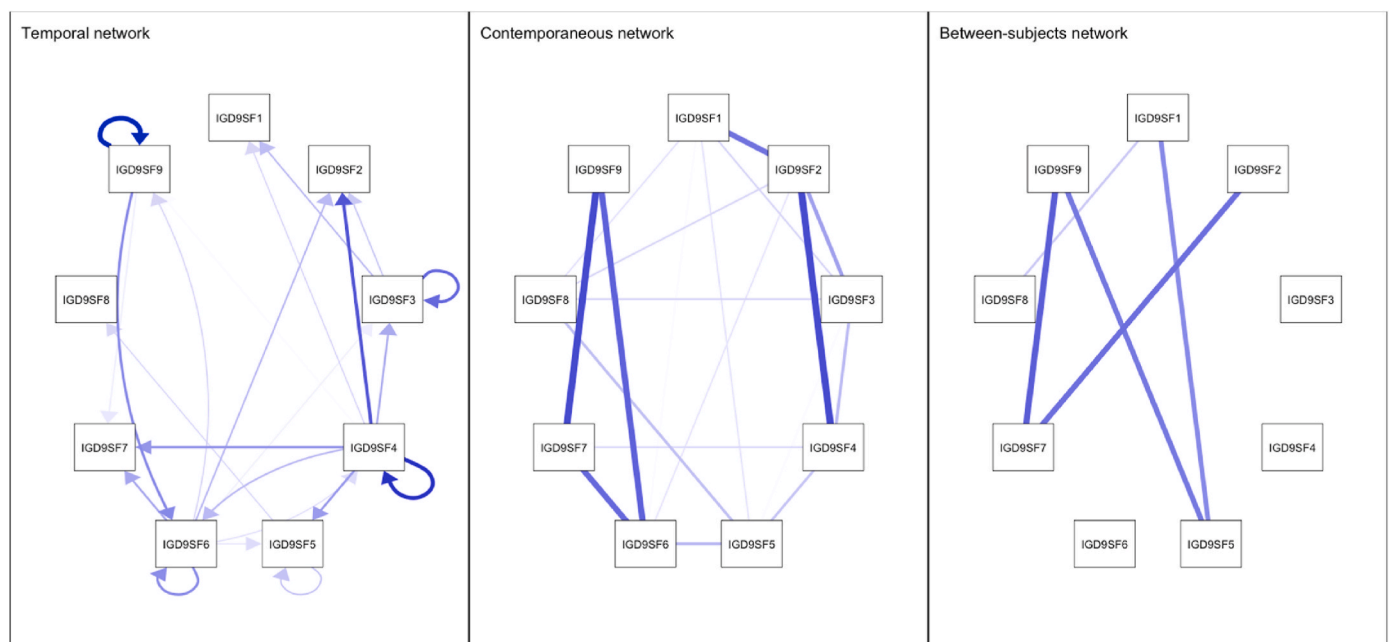 Temporal network
IGD9SF1
IGD9SF9
IGD9SF2
IGD9SF8
IGD9SF3
IGD9SF7
IGD9SF4
IGD9SF6
IGD9SF5
Contemporaneous network
IGD9SF1
IGD9SF9
IGD9SF2
IGD9SF8
IGD9SF3
IGD9SF7
IGD9SF4
IGD9SF6
IGD9SF5
Between-subjects network
IGD9SF1
IGD9SF9
IGD9SF2
IGD9SF8
IGD9SF3
IGD9SF7
IGD9SF4
IGD9SF6
IGD9SF5